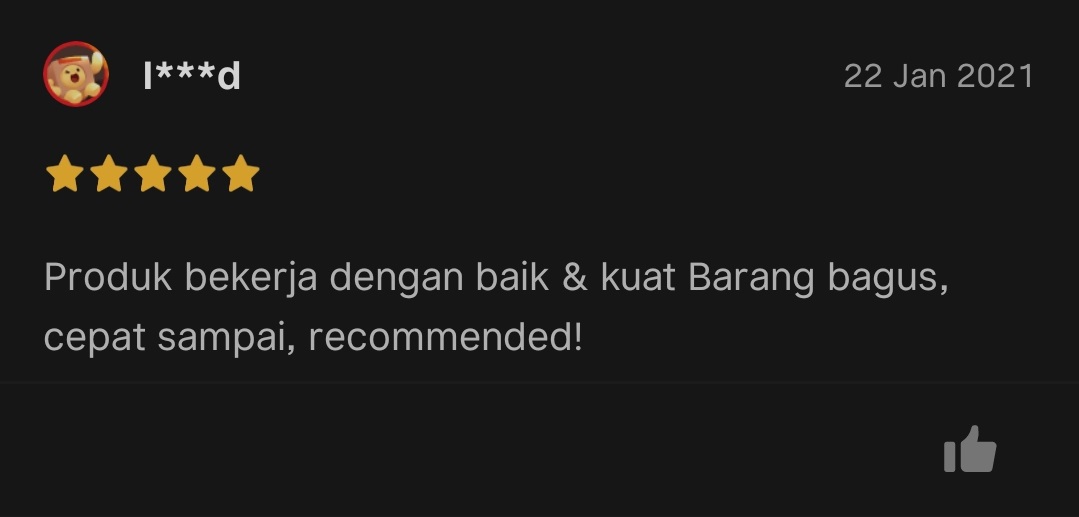 l***d
22 Jan 2021
Produk bekerja dengan baik & kuat Barang bagus,
cepat sampai, recommended!